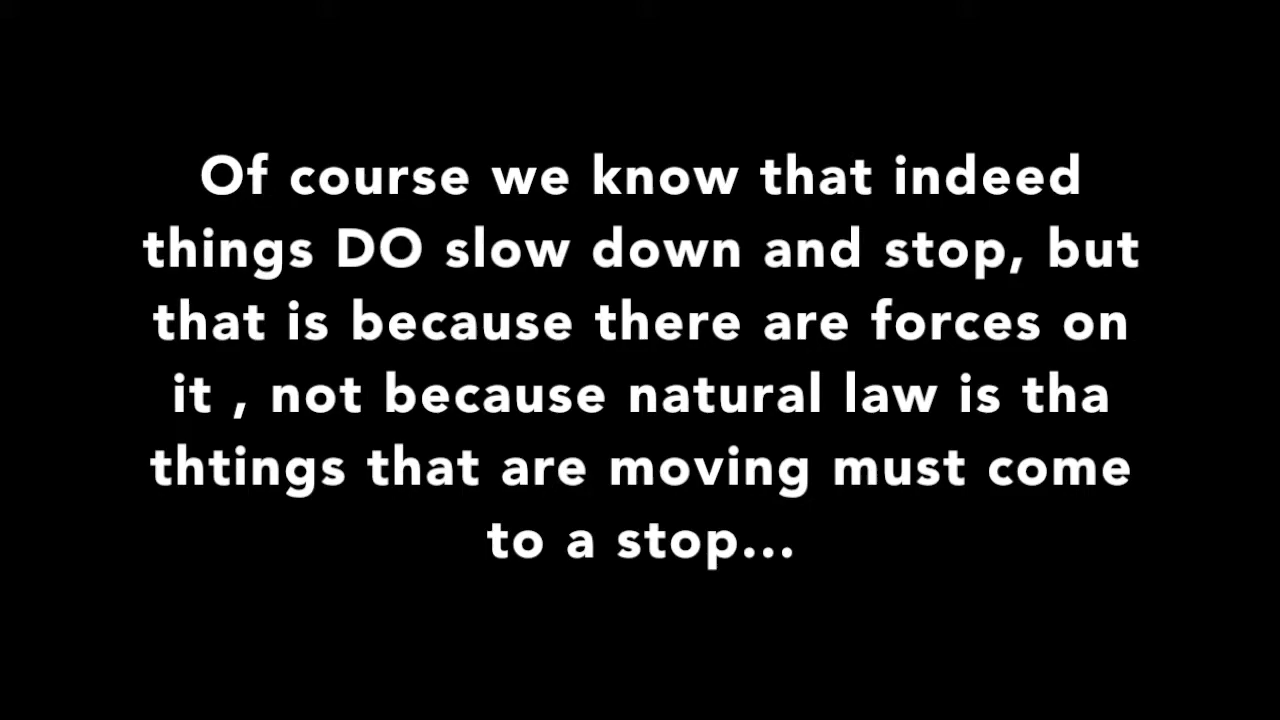 Of course we know that indeed
things DO slow down and stop, but
that is because there are forces on
it , not because natural law is tha
thtings that are moving must come
to a stop...